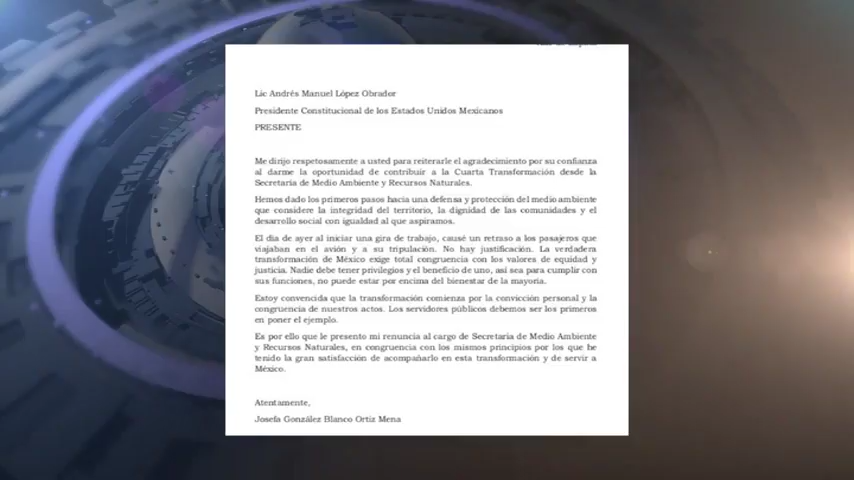 Lic Andrés Manuel López Obrador
Presidente Constitucional de los Estados Unidos Mexicanos
PRESENTE
Me dirijo respetosamente a usted para reiterarle el agradecimiento por su confianza
al darme la oportunidad de contribuir a la Cuarta Transformación desde la
Secretaría de Medio Ambiente y Recursos Naturales.
Hemos dado los primeros pasos hacia una defensa y protección del medio ambiente
que considere la integridad del territorio, la dignidad de las comunidades y el
desarrollo social con igualdad al que aspiramos.
El día de ayer al iniciar una gira de trabajo, causé un retraso a los pasajeros que
viajaban en el avión y a su tripulación. No hay justificación. La verdadera
transformación de México exige total congruencia con los valores de equidad y
justicia. Nadie debe tener privilegios y el beneficio de uno, así sea para cumplir con
sus funciones, no puede estar por encima del bienestar de la mayoría.
Estoy convencida que la transformación comienza por la convicción personal y la
congruencia de nuestros actos. Los servidores públicos debemos ser los primeros
en poner el ejemplo.
Es por ello que le presento mi renuncia al cargo de Secretaria de Medio Ambiente
y Recursos Naturales, en congruencia con los mismos principios por los que he
tenido la gran satisfacción de acompañarlo en esta transformación y de servir a
México.
Atentamente,
Josefa González Blanco Ortiz Mena